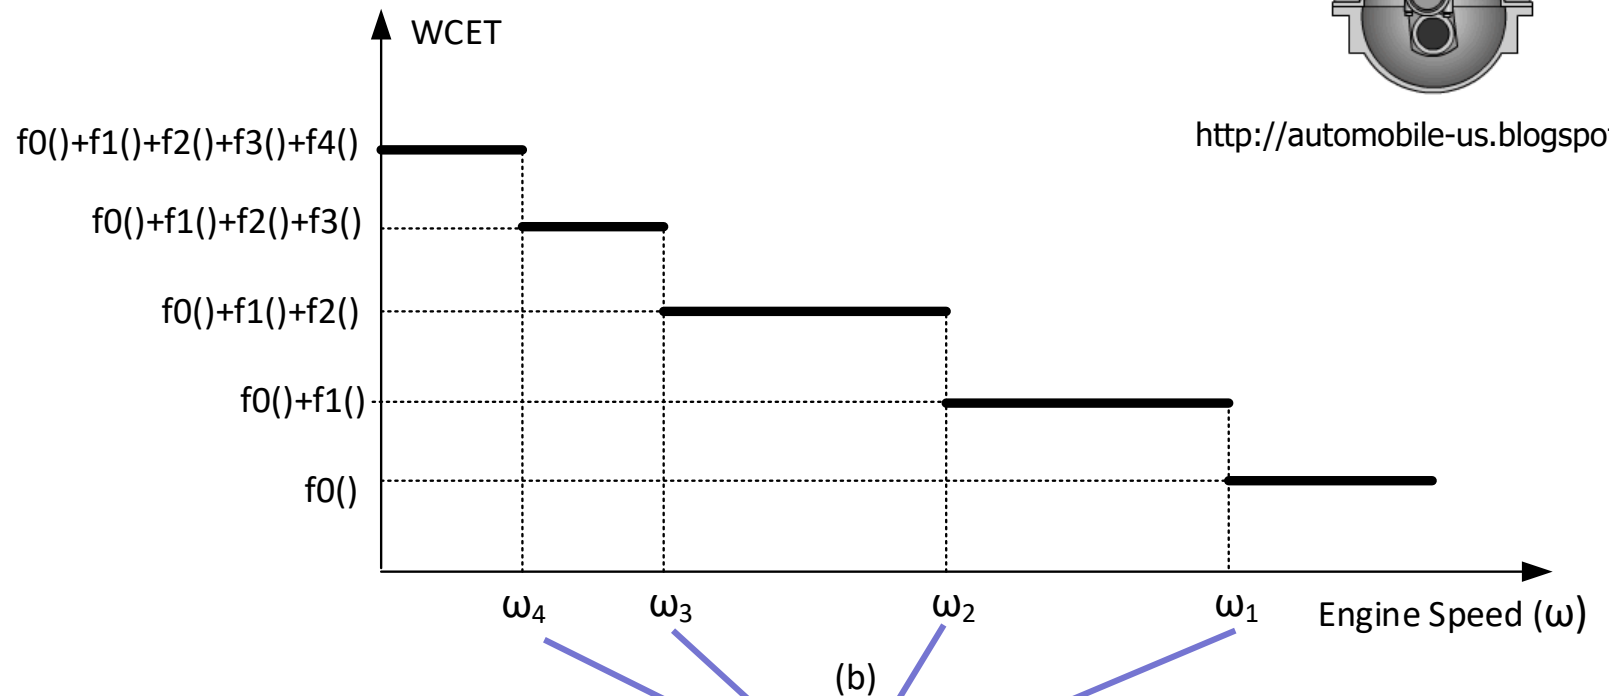 WCET
f0()+f1()+f2()+f3()+f4()
http://automobile-us.blogspo
f0()+f1()+f2()+f3()
f0()+f1()+f2()
f0()+f1()
f0()
ω₄ ω₃ ω₂ ω₁ Engine Speed (ω)
(b)